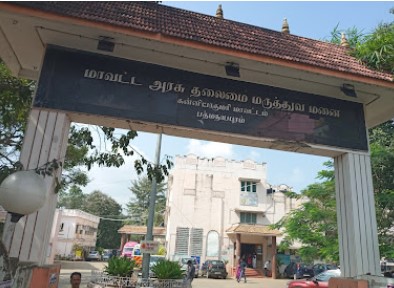 மாவட்ட அரசு தலைமை மருத்துவ மனை
கன்னியாகுமரி மாவட்டம்
பத்மநாபபுரம்